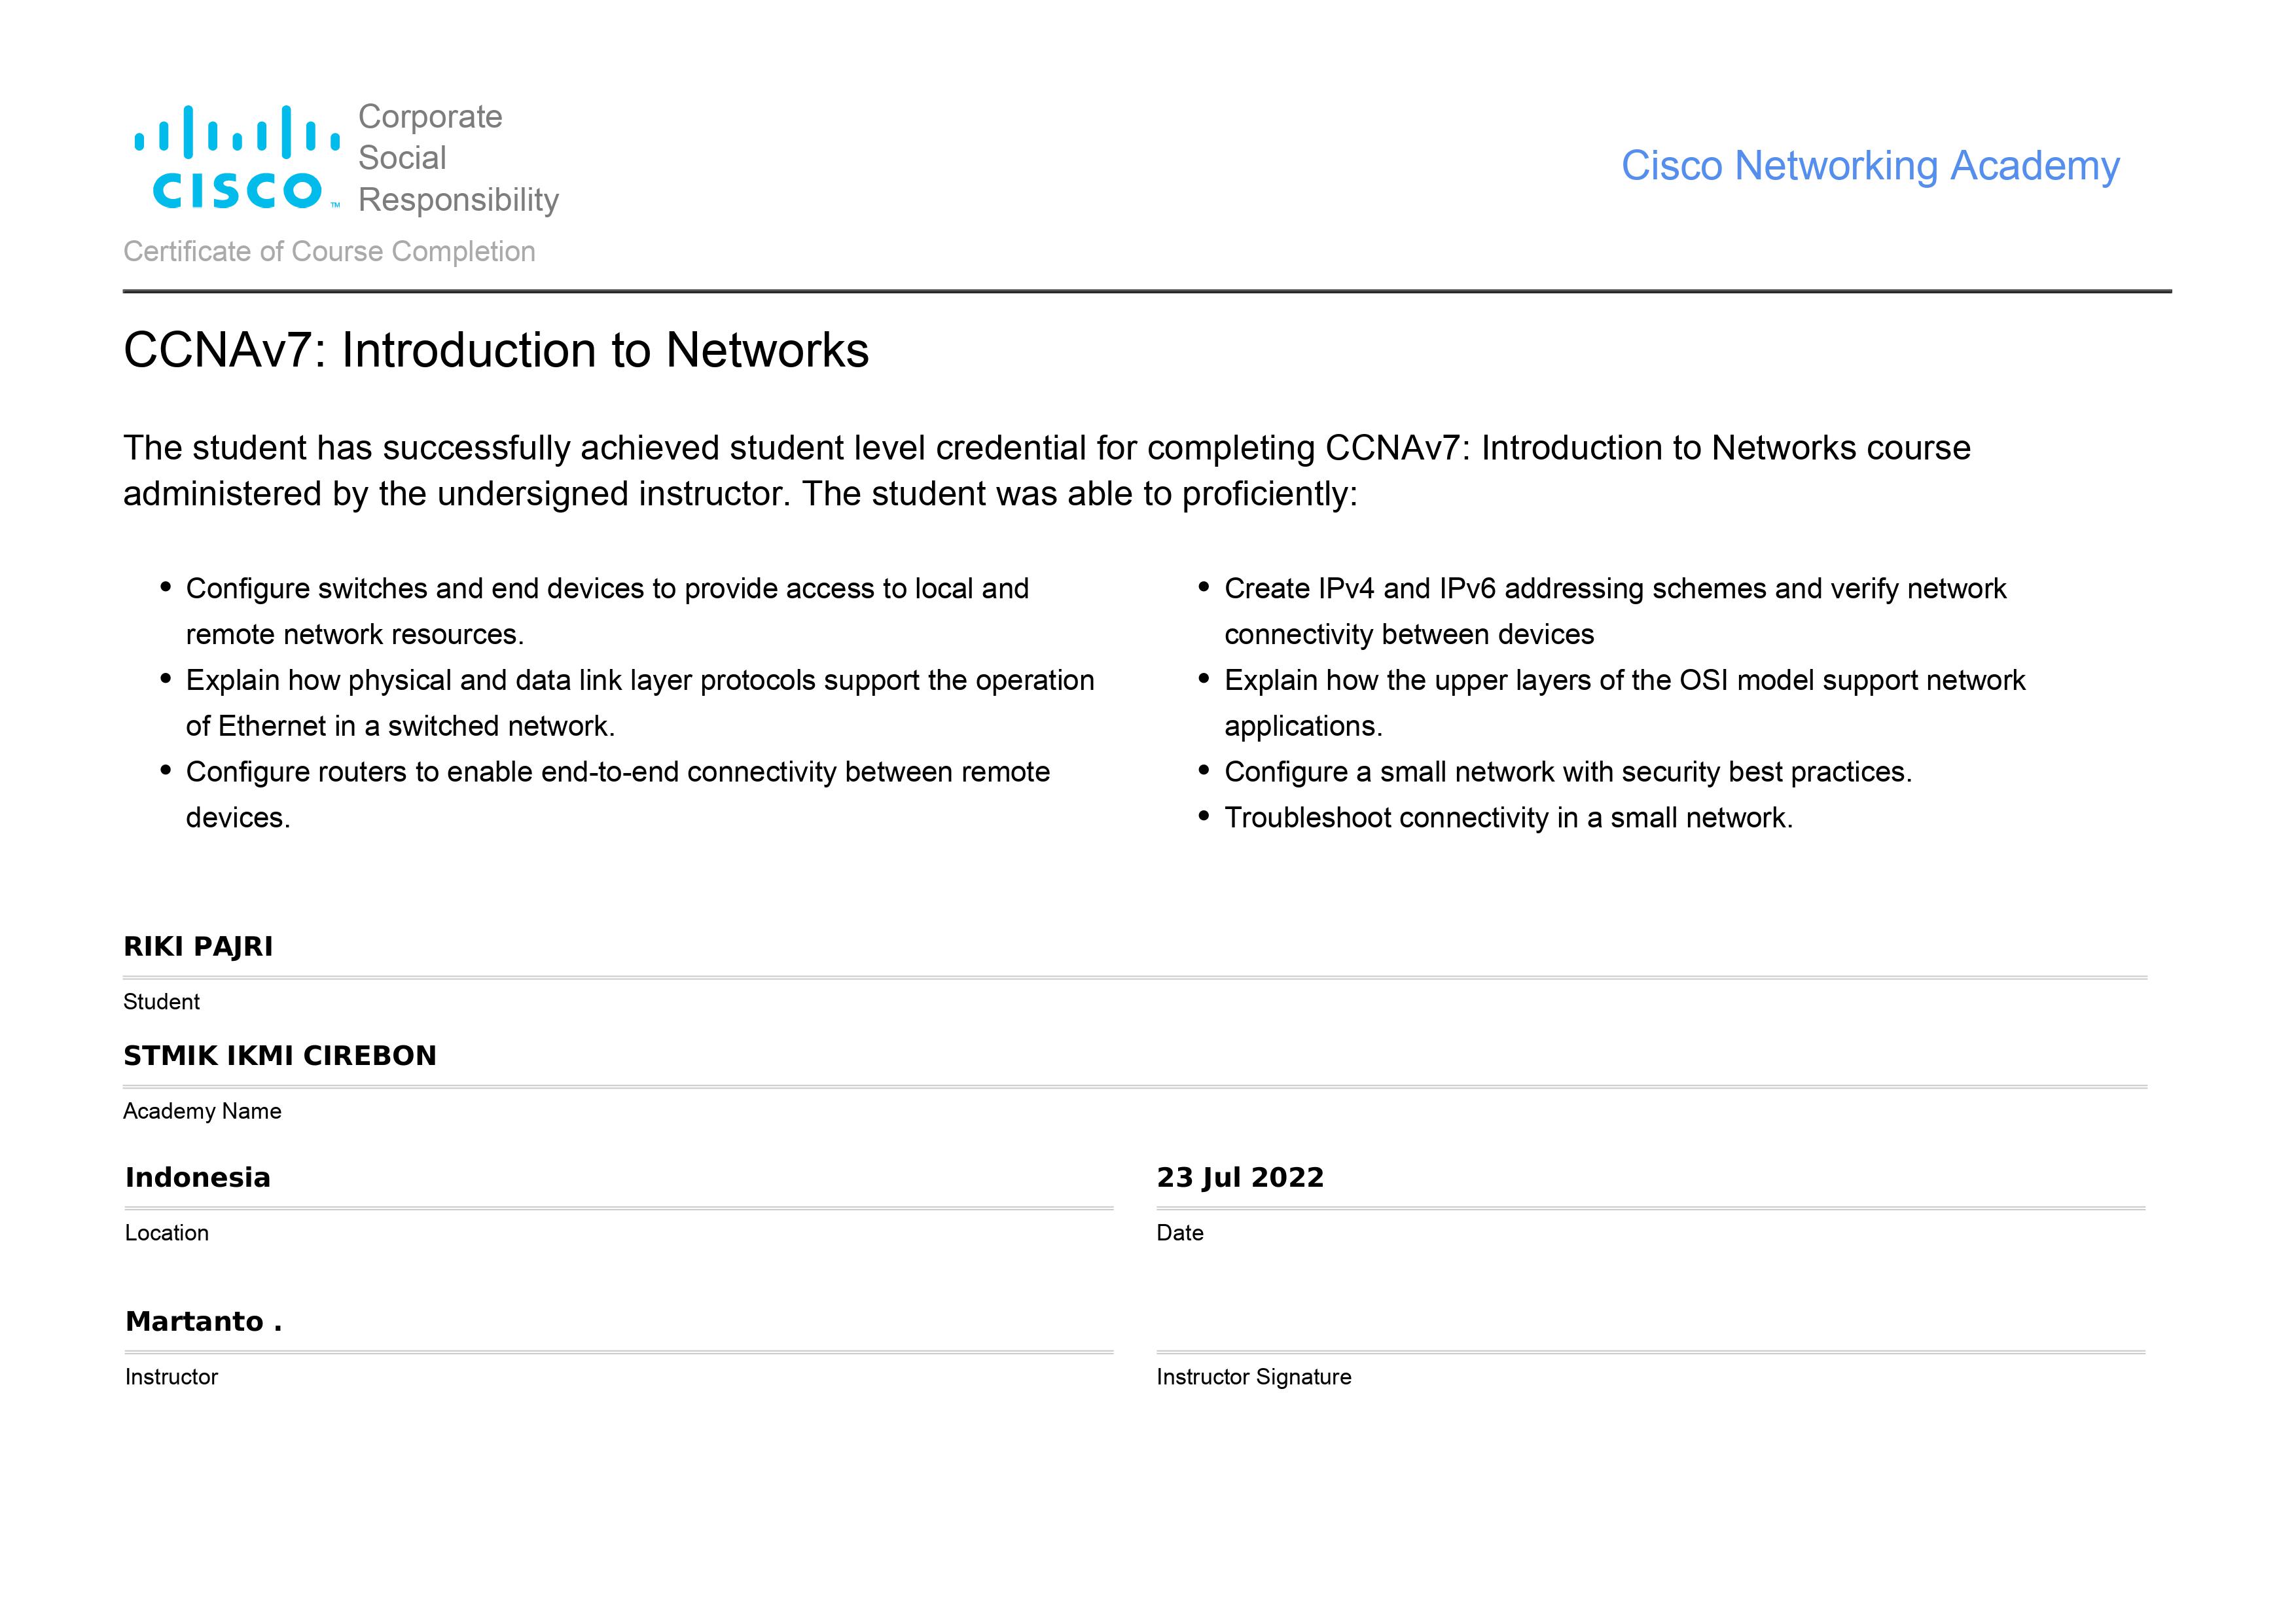 CISCO™
Corporate
Social
Responsibility
Cisco Networking Academy
Certificate of Course Completion
CCNAv7: Introduction to Networks
The student has successfully achieved student level credential for completing CCNAv7: Introduction to Networks course
administered by the undersigned instructor. The student was able to proficiently:
• Configure switches and end devices to provide access to local and
remote network resources.
• Explain how physical and data link layer protocols support the operation
of Ethernet in a switched network.
• Configure routers to enable end-to-end connectivity between remote
devices.
• Create IPv4 and IPv6 addressing schemes and verify network
connectivity between devices
• Explain how the upper layers of the OSI model support network
applications.
• Configure a small network with security best practices.
• Troubleshoot connectivity in a small network.
RIKI PAJRI
Student
STMIK IKMI CIREBON
Academy Name
Indonesia
Location
23 Jul 2022
Date
Martanto .
Instructor
Instructor Signature